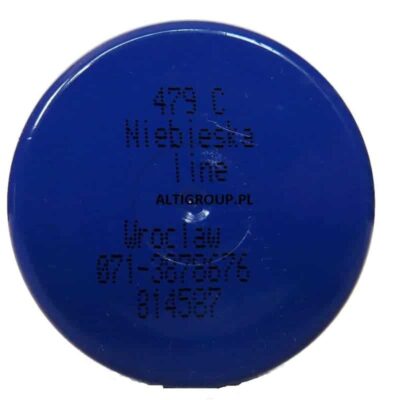 479 C
Niebieska
line
ALTIGROUP.PL
Wroclaw
071-3678676
814587